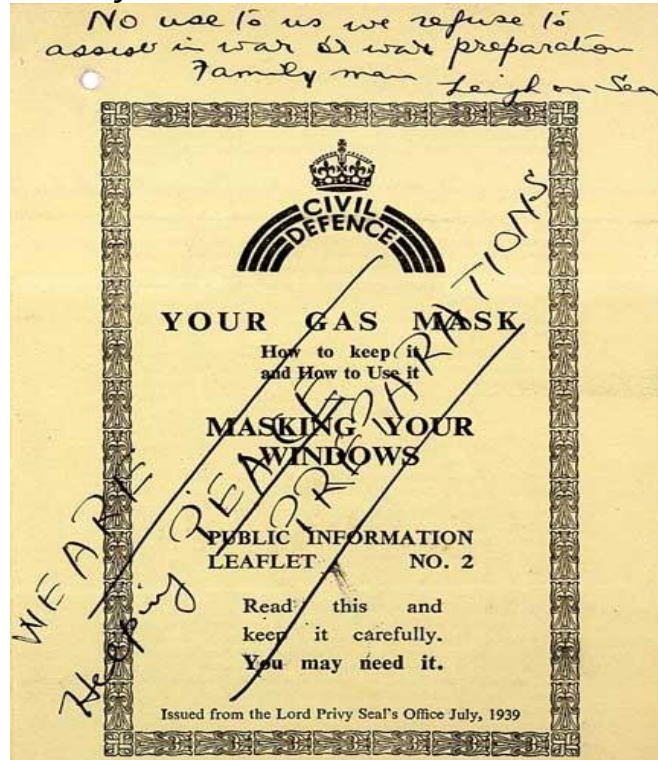 No use to us we refuse to
assist in war or war preparation
Family man
Leigh on Sea
CIVIL
DEFENCE
YOUR GAS MASK
How to keep it
and How to Use it
MASKING YOUR
WINDOWS
PUBLIC INFORMATION
LEAFLET NO. 2
Read this and
keep it carefully.
You may need it.
Issued from the Lord Privy Seal's Office July, 1939
WE ARE
Helping PEACE
PREPARATIONS